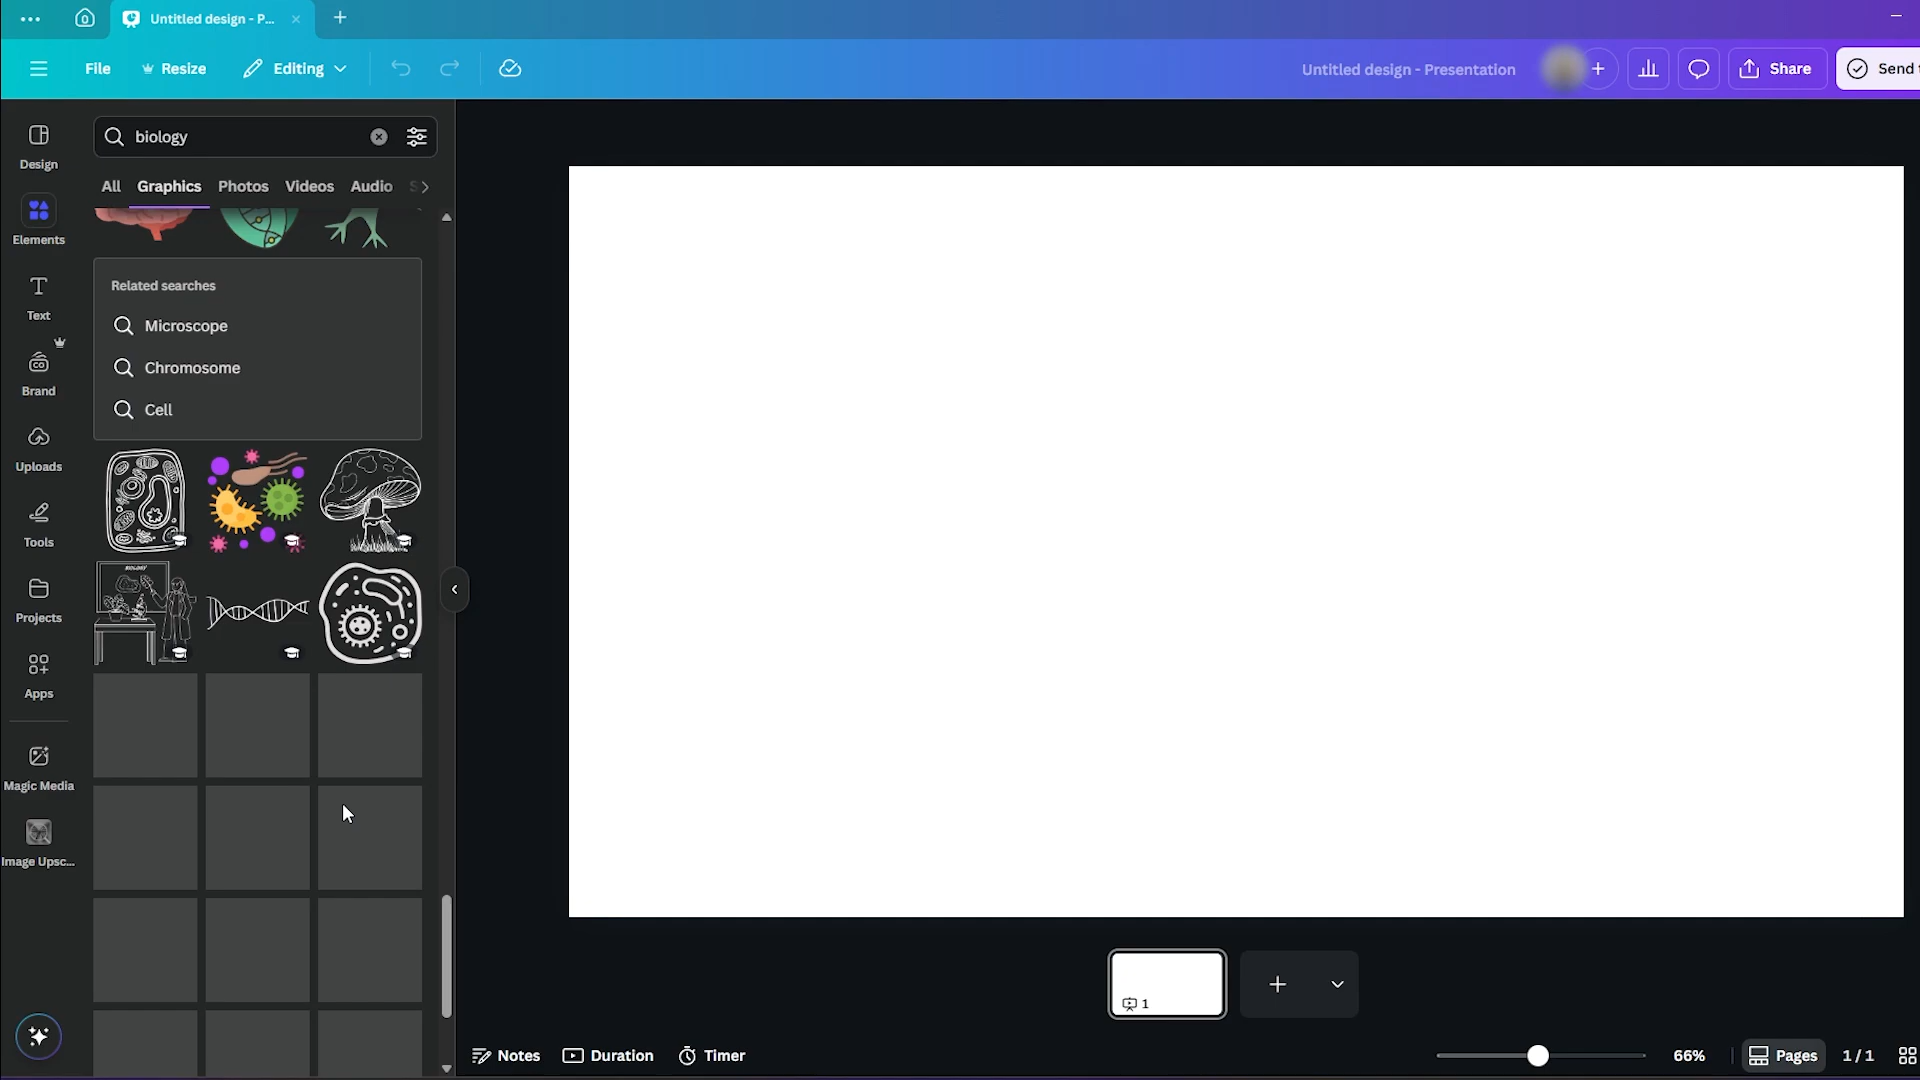 Untitled design - P...
File
Resize
Editing
Untitled design - Presentation
Share
Send
Design
Elements
Text
Brand
Uploads
Tools
Projects
Apps
Magic Media
Image Upsc...
biology
All
Graphics
Photos
Videos
Audio
Related searches
Microscope
Chromosome
Cell
BIOLOGY
1
Notes
Duration
Timer
66%
Pages
1 / 1